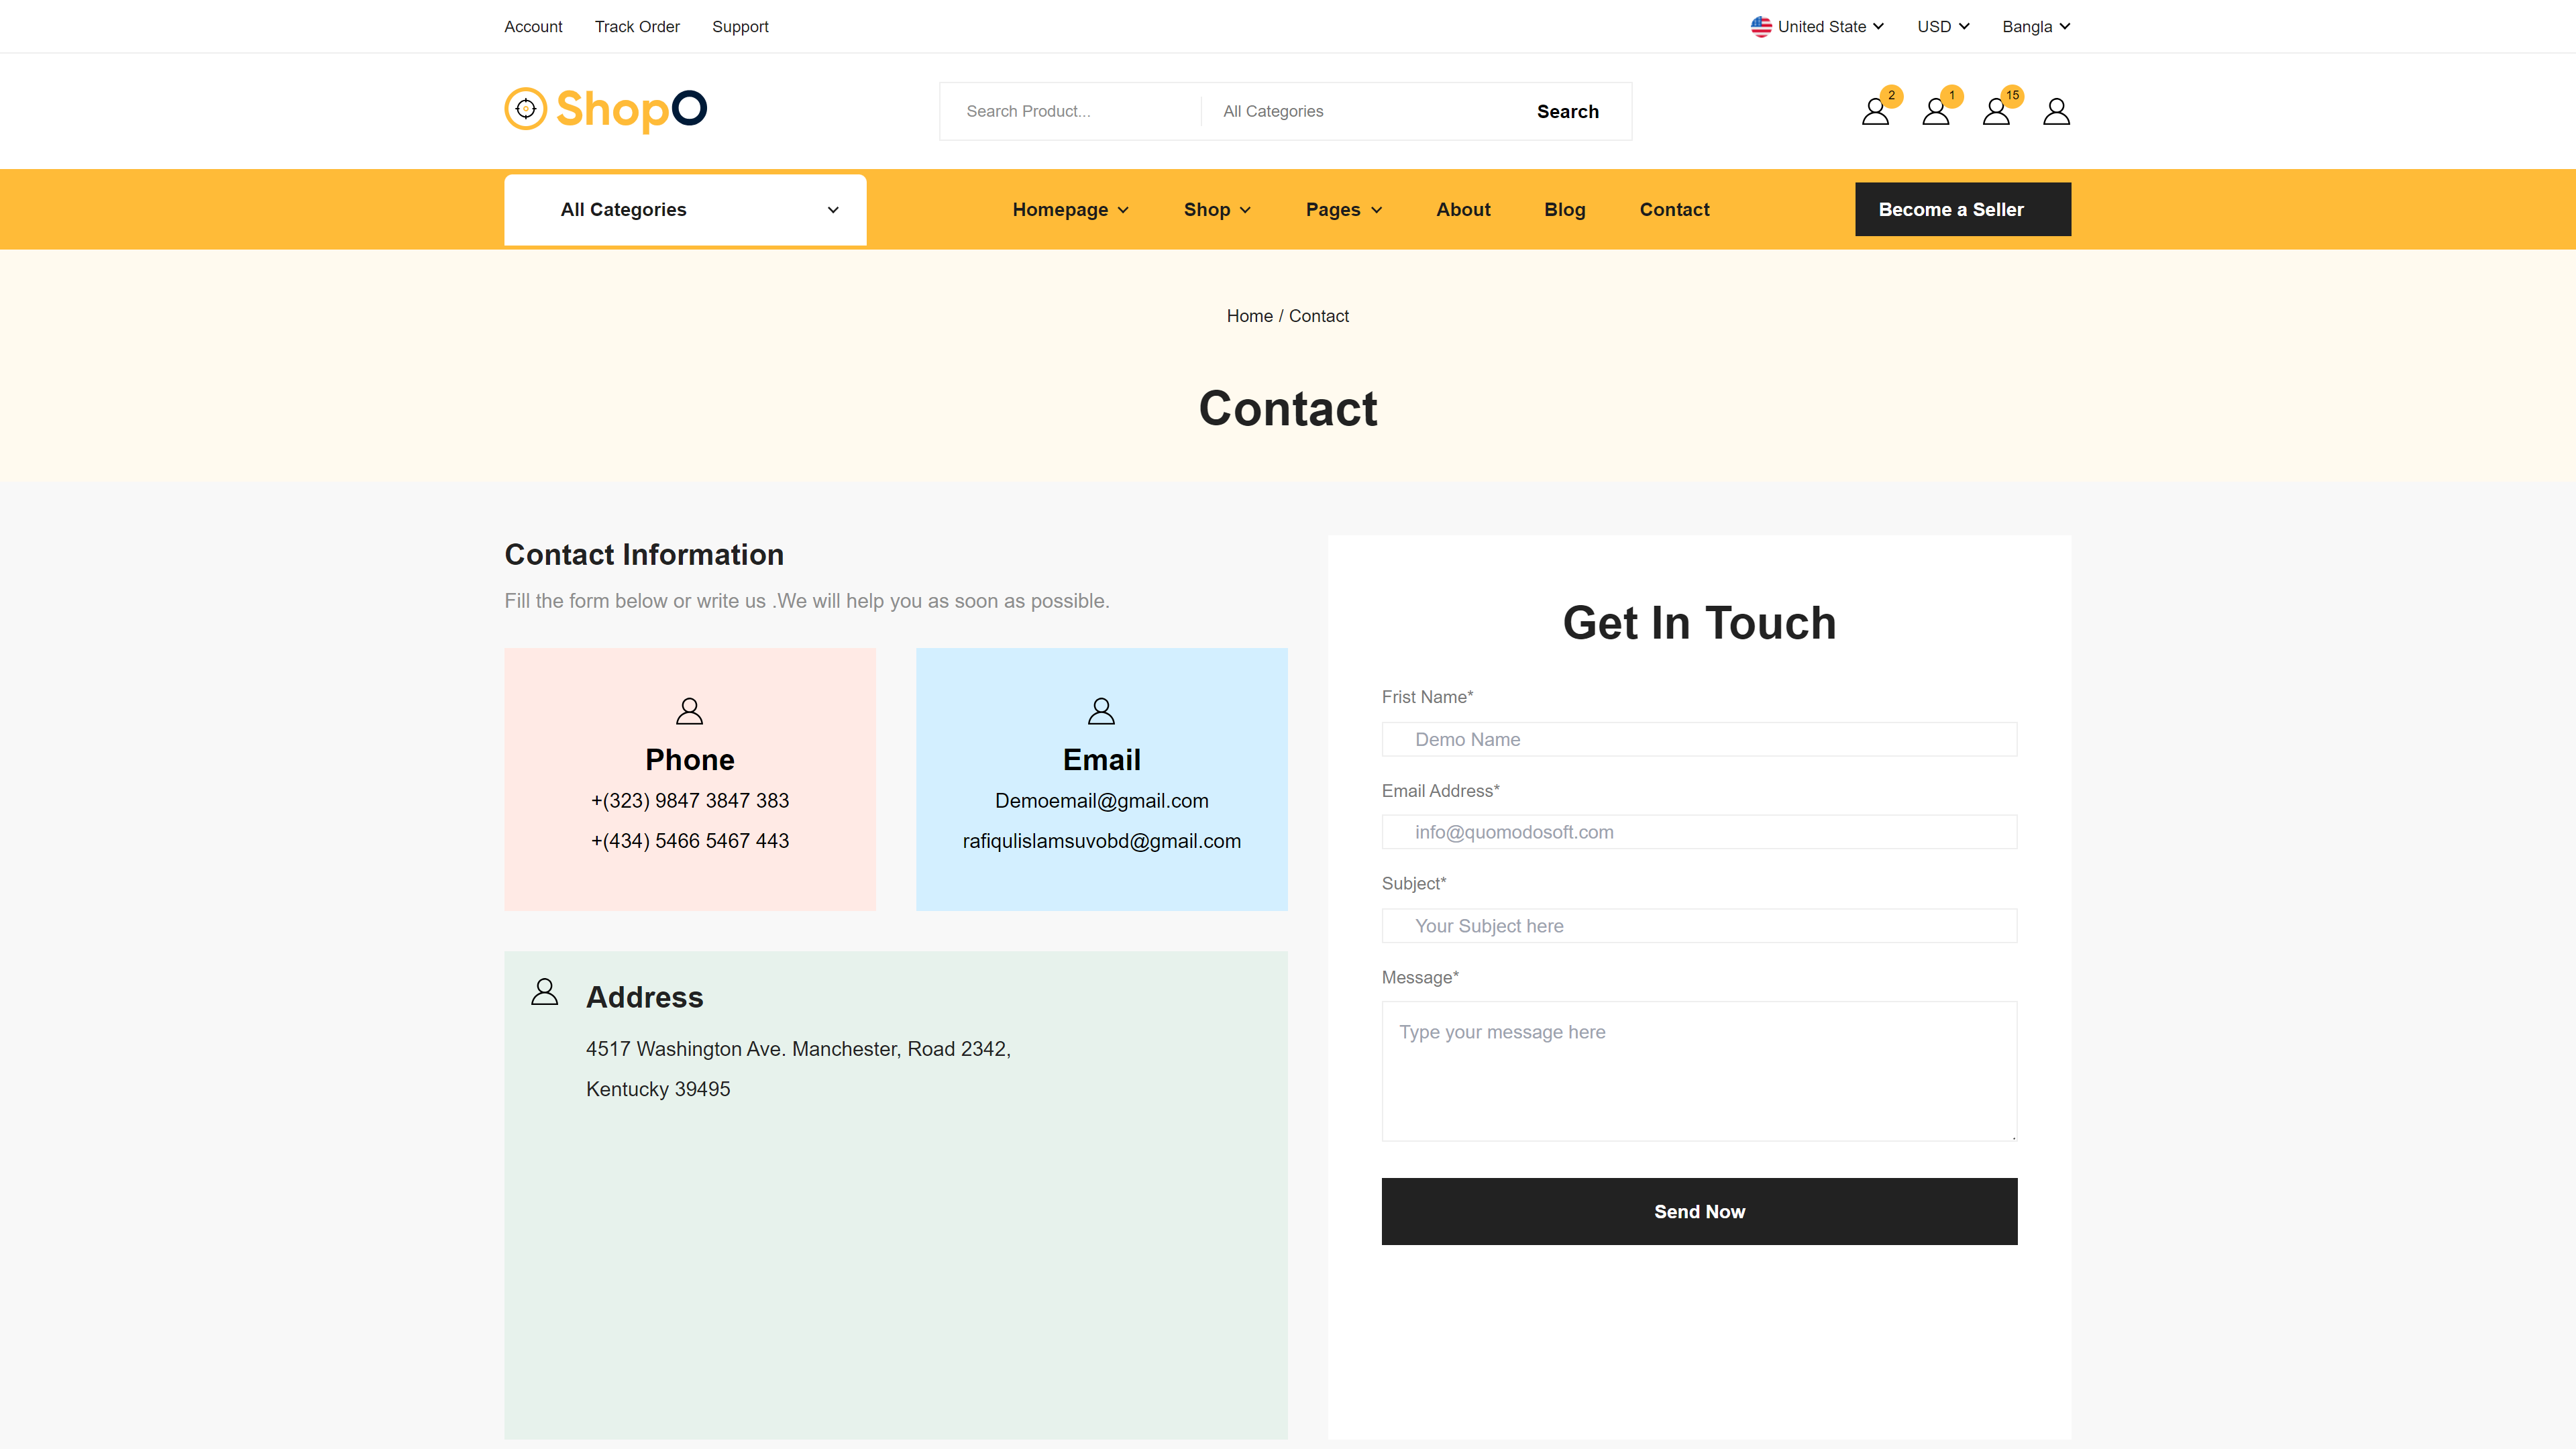 Account Track Order Support United State USD Bangla
ShopO Search Product... All Categories Search 2 1 15
All Categories Homepage Shop Pages About Blog Contact Become a Seller
Home / Contact
Contact
Contact Information
Fill the form below or write us .We will help you as soon as possible.
Phone
+(323) 9847 3847 383
+(434) 5466 5467 443
Email
Demoemail@gmail.com
rafiqulislamsuvobd@gmail.com
Address
4517 Washington Ave. Manchester, Road 2342,
Kentucky 39495
Get In Touch
Frist Name*
Demo Name
Email Address*
info@quomodosoft.com
Subject*
Your Subject here
Message*
Type your message here
Send Now